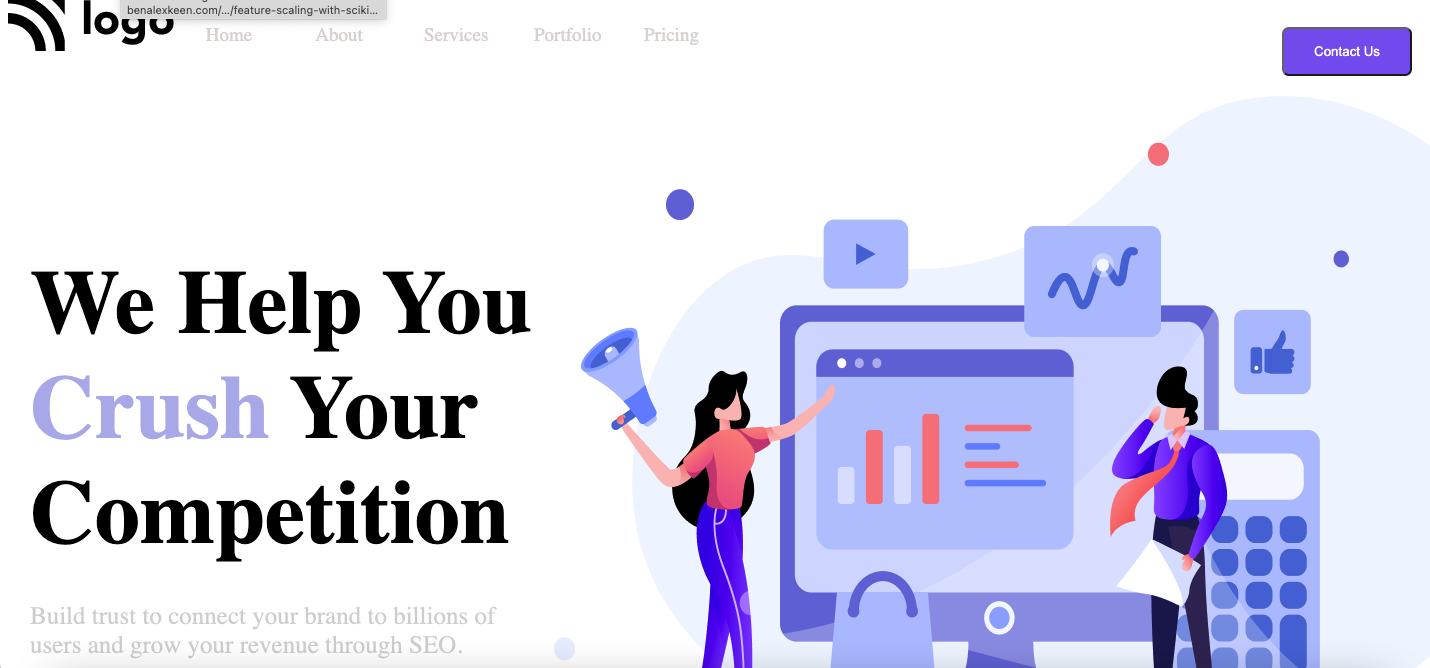 benalexkeen.com/.../feature-scaling-with-sciki...
logo
Home About Services Portfolio Pricing
Contact Us
We Help You
Crush Your
Competition
Build trust to connect your brand to billions of
users and grow your revenue through SEO.